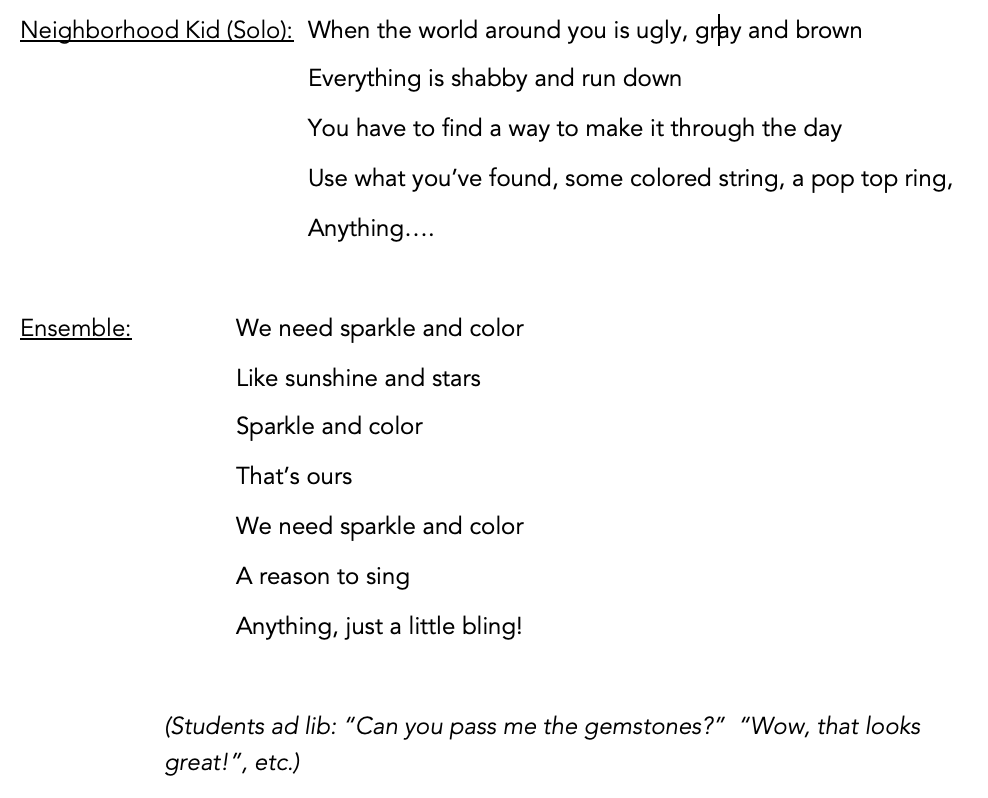 Neighborhood Kid (Solo): When the world around you is ugly, gray and brown
Everything is shabby and run down
You have to find a way to make it through the day
Use what you’ve found, some colored string, a pop top ring,
Anything….
Ensemble: We need sparkle and color
Like sunshine and stars
Sparkle and color
That’s ours
We need sparkle and color
A reason to sing
Anything, just a little bling!
(Students ad lib: “Can you pass me the gemstones?” “Wow, that looks
great!”, etc.)